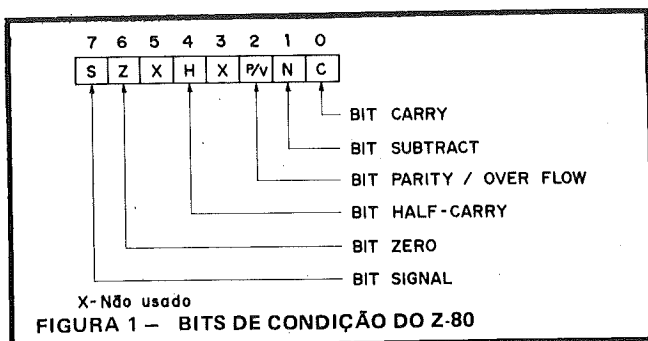 7 6 5 4 3 2 1 0
S Z X H X P/V N C
BIT CARRY
BIT SUBTRACT
BIT PARITY / OVER FLOW
BIT HALF-CARRY
BIT ZERO
BIT SIGNAL
X-Não usado
FIGURA 1 — BITS DE CONDIÇÃO DO Z-80